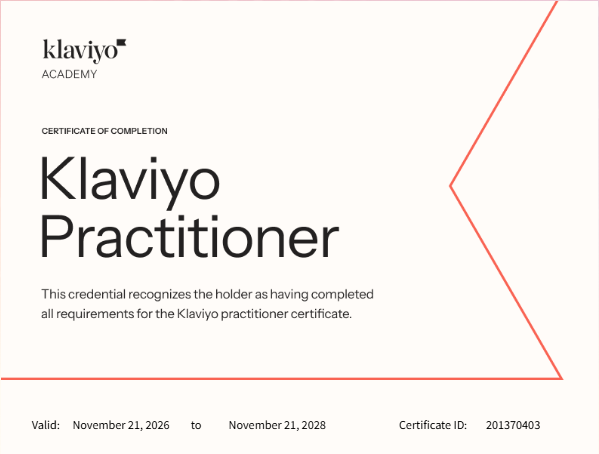 klaviyo
ACADEMY
CERTIFICATE OF COMPLETION
Klaviyo
Practitioner
This credential recognizes the holder as having completed
all requirements for the Klaviyo practitioner certificate.
Valid: November 21, 2026 to November 21, 2028 Certificate ID: 201370403